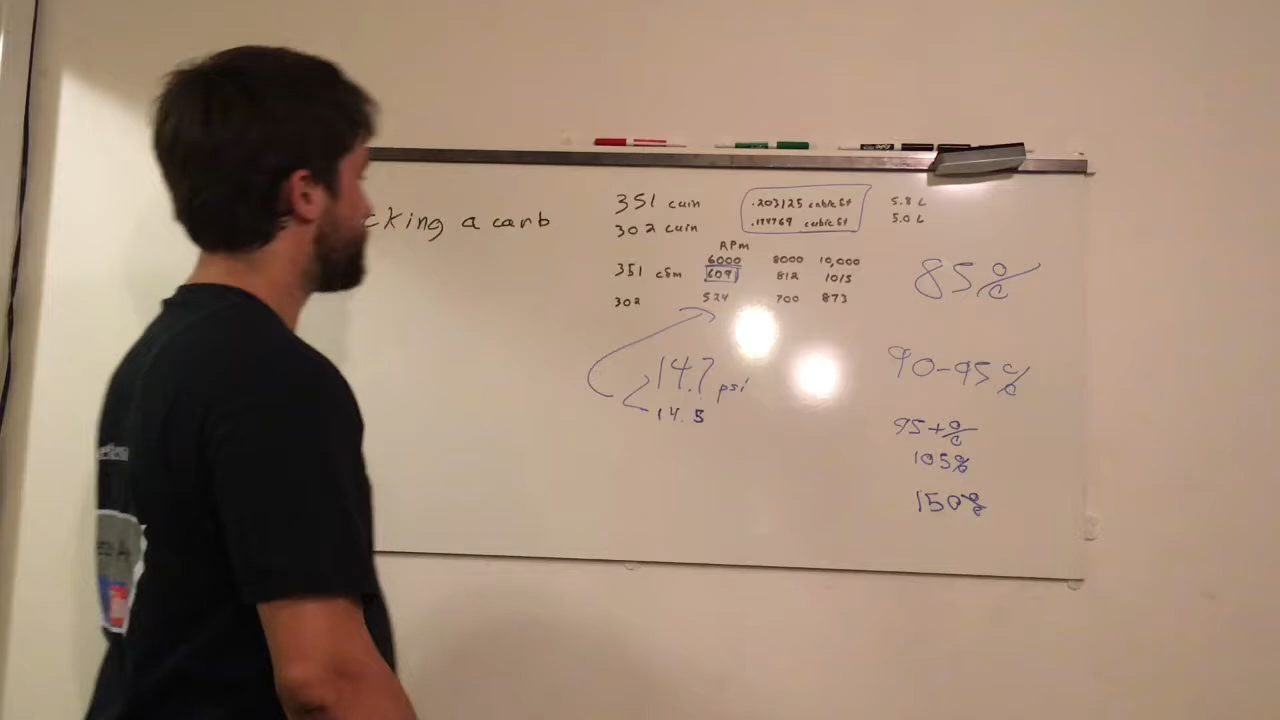 cking a carb
351 cuin
302 cuin
.203125 cubic ft
.174769 cubic ft
5.8 L
5.0 L
RPm
6000 8000 10,000
351 cfm 609 812 1015
302 524 700 873
85%
14.7 psi
14.5
90-95%
95+%
105%
150%